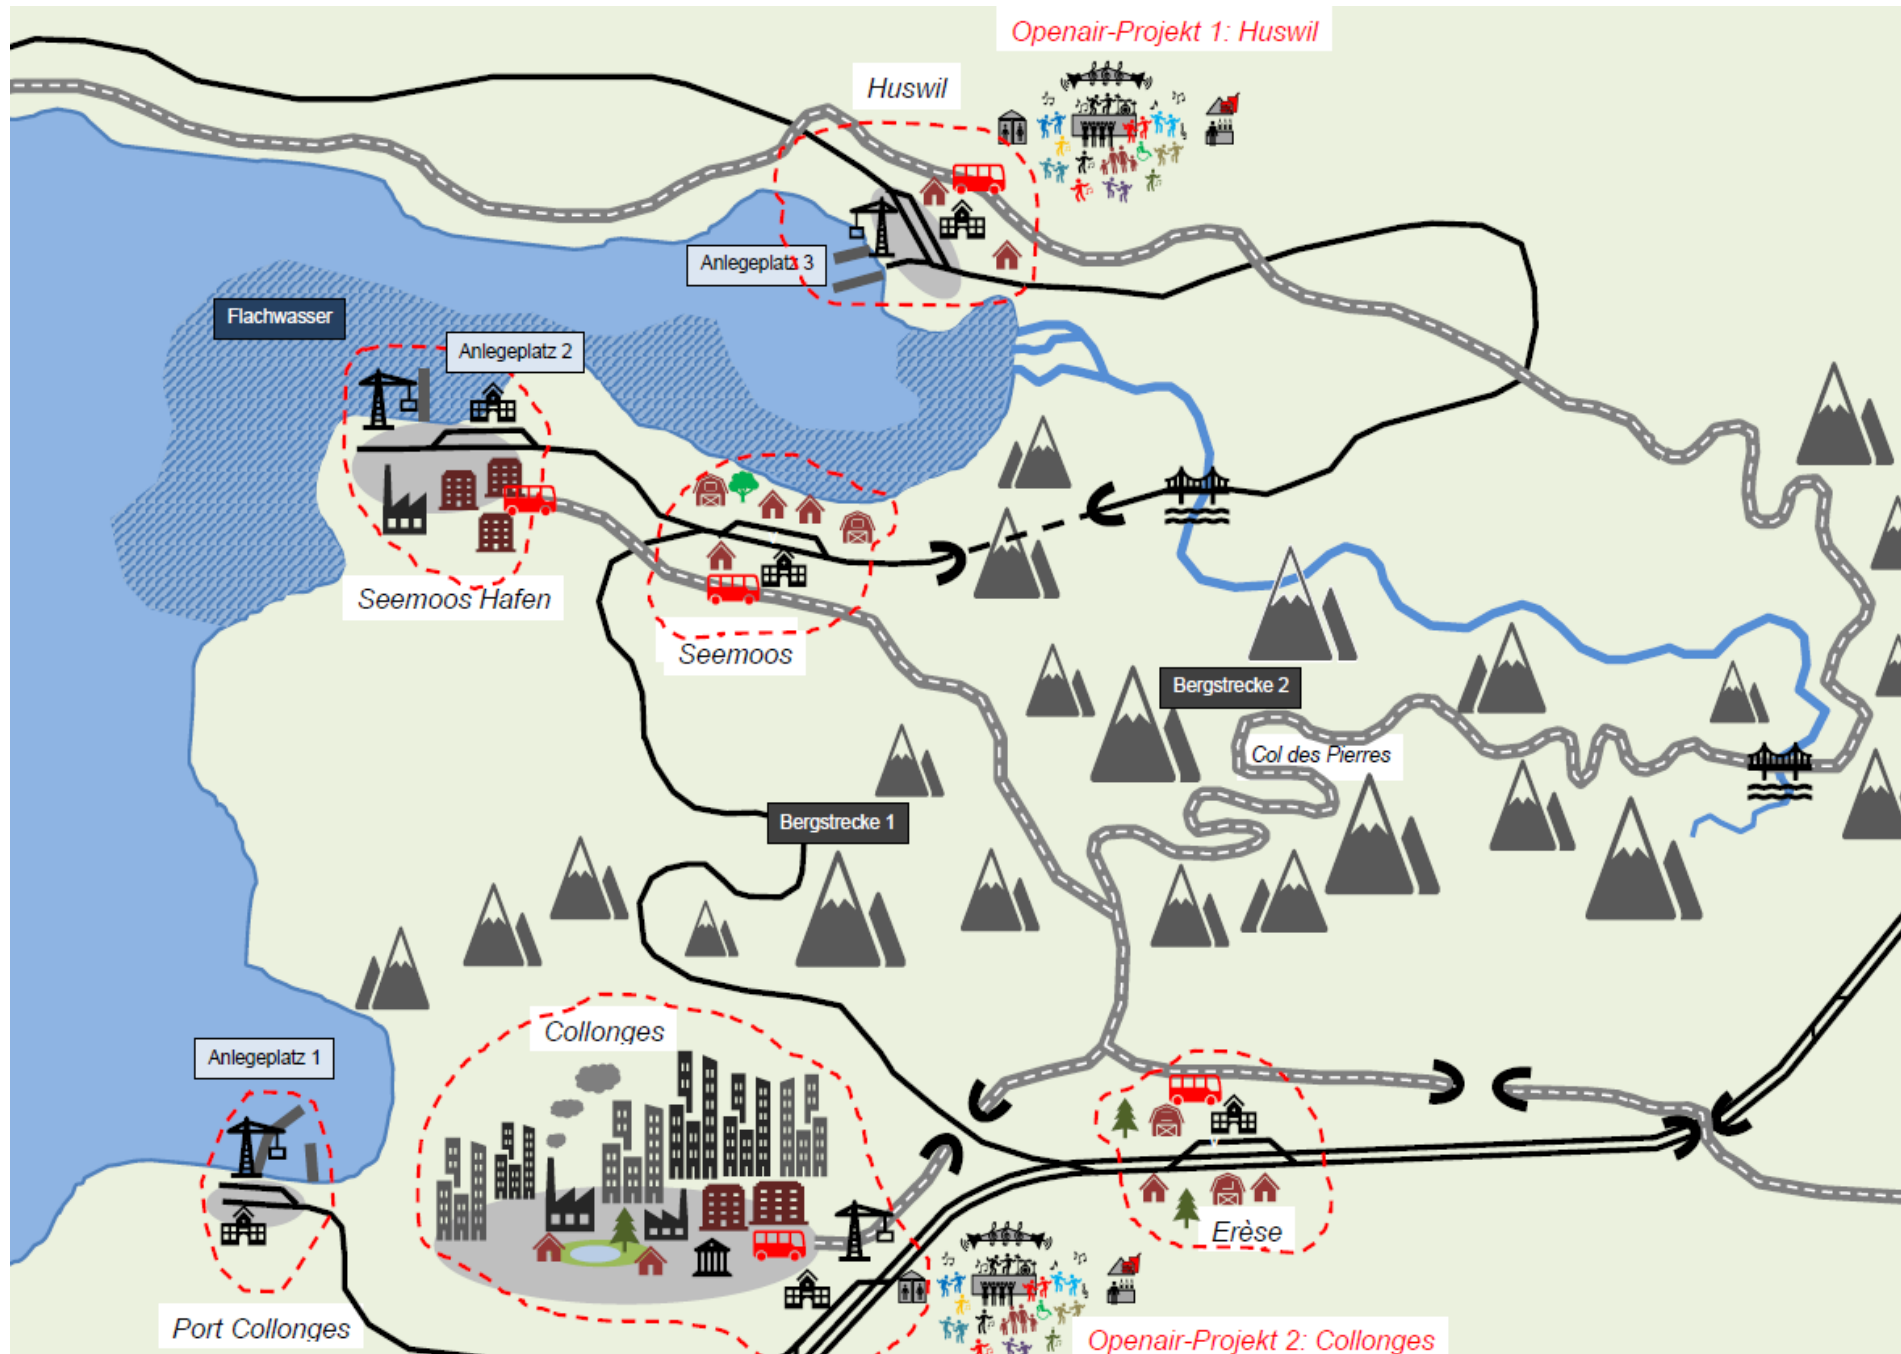 Openair-Projekt 1: Huswil
Huswil
Anlegeplatz 3
Flachwasser
Anlegeplatz 2
Seemoos Hafen
Seemoos
Bergstrecke 2
Col des Pierres
Bergstrecke 1
Collonges
Anlegeplatz 1
Erèse
Port Collonges
Openair-Projekt 2: Collonges